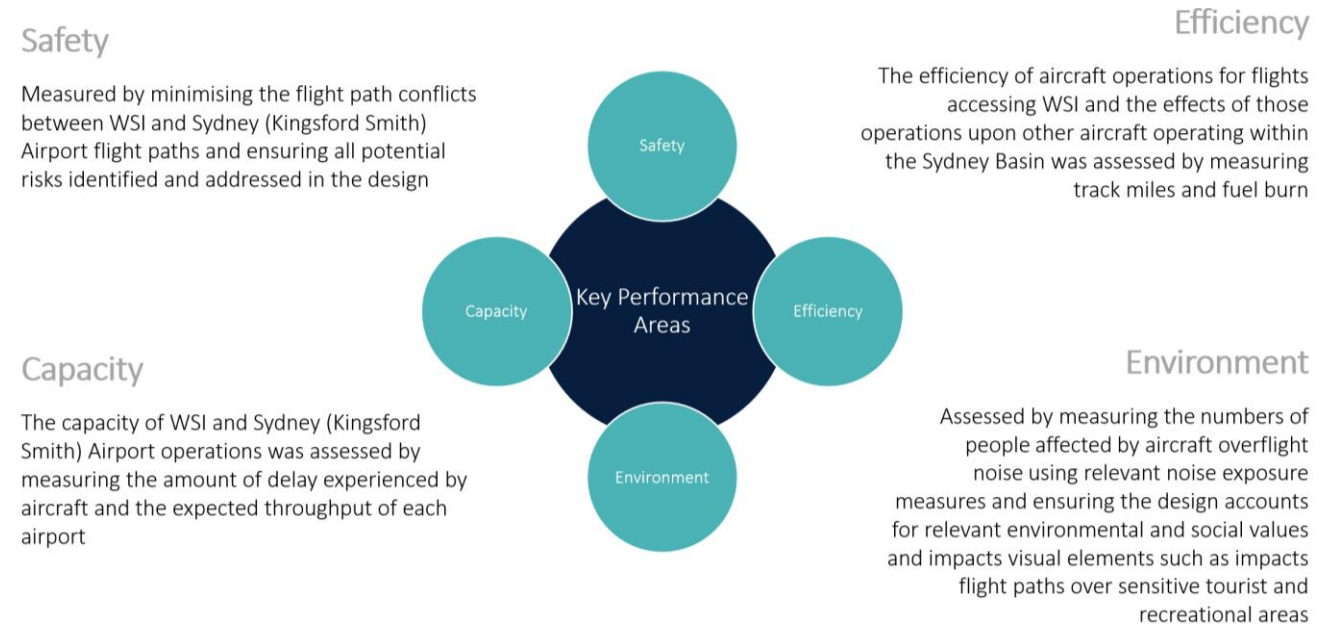 Safety
Measured by minimising the flight path conflicts
between WSI and Sydney (Kingsford Smith)
Airport flight paths and ensuring all potential
risks identified and addressed in the design
Efficiency
The efficiency of aircraft operations for flights
accessing WSI and the effects of those
operations upon other aircraft operating within
the Sydney Basin was assessed by measuring
track miles and fuel burn
Safety
Capacity
Key Performance
Areas
Efficiency
Environment
Capacity
The capacity of WSI and Sydney (Kingsford
Smith) Airport operations was assessed by
measuring the amount of delay experienced by
aircraft and the expected throughput of each
airport
Environment
Assessed by measuring the numbers of
people affected by aircraft overflight
noise using relevant noise exposure
measures and ensuring the design accounts
for relevant environmental and social values
and impacts visual elements such as impacts
flight paths over sensitive tourist and
recreational areas